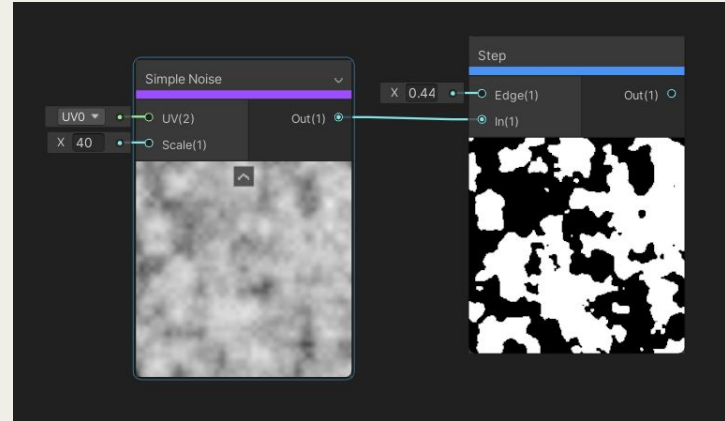 Simple Noise
UV0
UV(2)
Out(1)
X 40
Scale(1)
Step
X 0.44
Edge(1)
Out(1)
In(1)